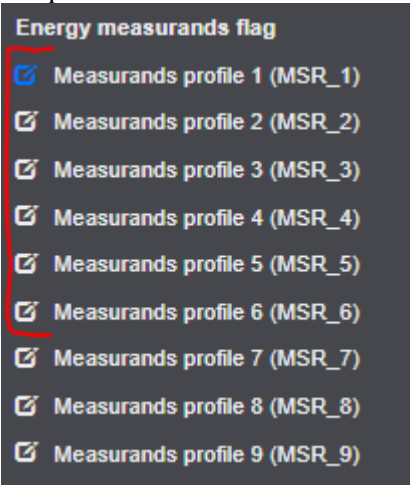 Energy measurands flag
Measurands profile 1 (MSR_1)
Measurands profile 2 (MSR_2)
Measurands profile 3 (MSR_3)
Measurands profile 4 (MSR_4)
Measurands profile 5 (MSR_5)
Measurands profile 6 (MSR_6)
Measurands profile 7 (MSR_7)
Measurands profile 8 (MSR_8)
Measurands profile 9 (MSR_9)